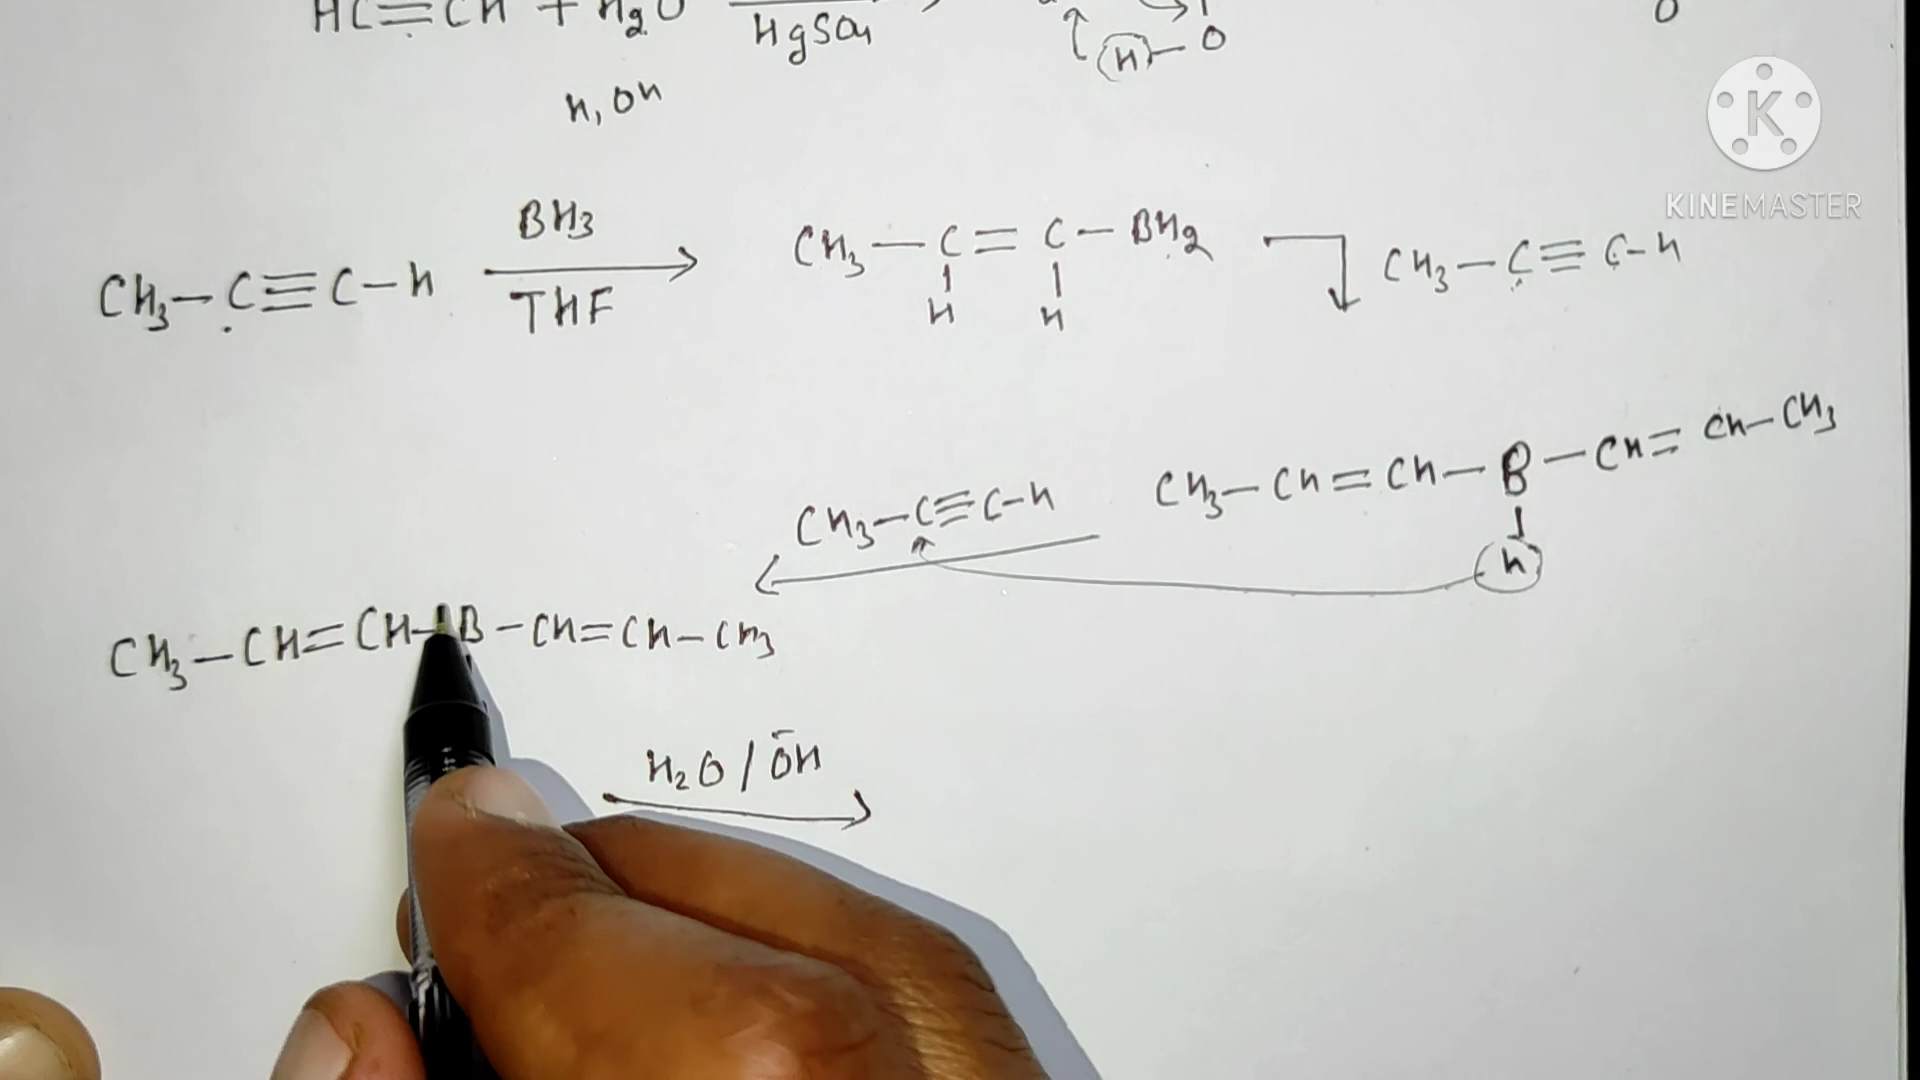 HC≡CH + H2O
HgSO4
H—O
O
H, OH
K
KINEMASTER
BH3
CH3—C≡C—H
THF
CH3—C=C—BH2
H H
CH3—C≡C—H
CH3—CH=CH—B—CH=CH—CH3
H
CH3—C≡C—H
CH3—CH=CH—B—CH=CH—CH3
H2O / ŌH